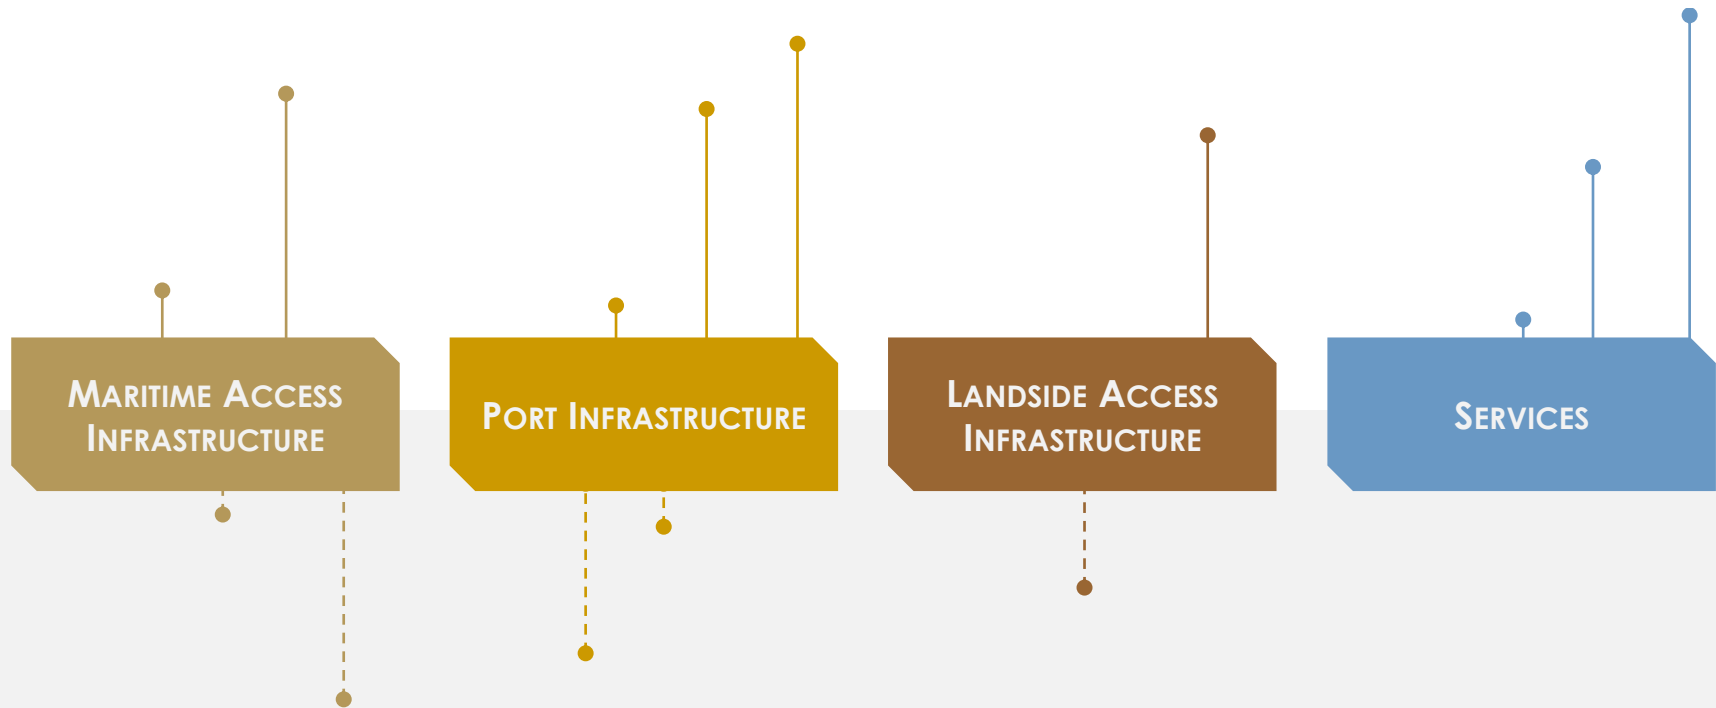 Maritime Access
Infrastructure
Port Infrastructure
Landside Access
Infrastructure
Services